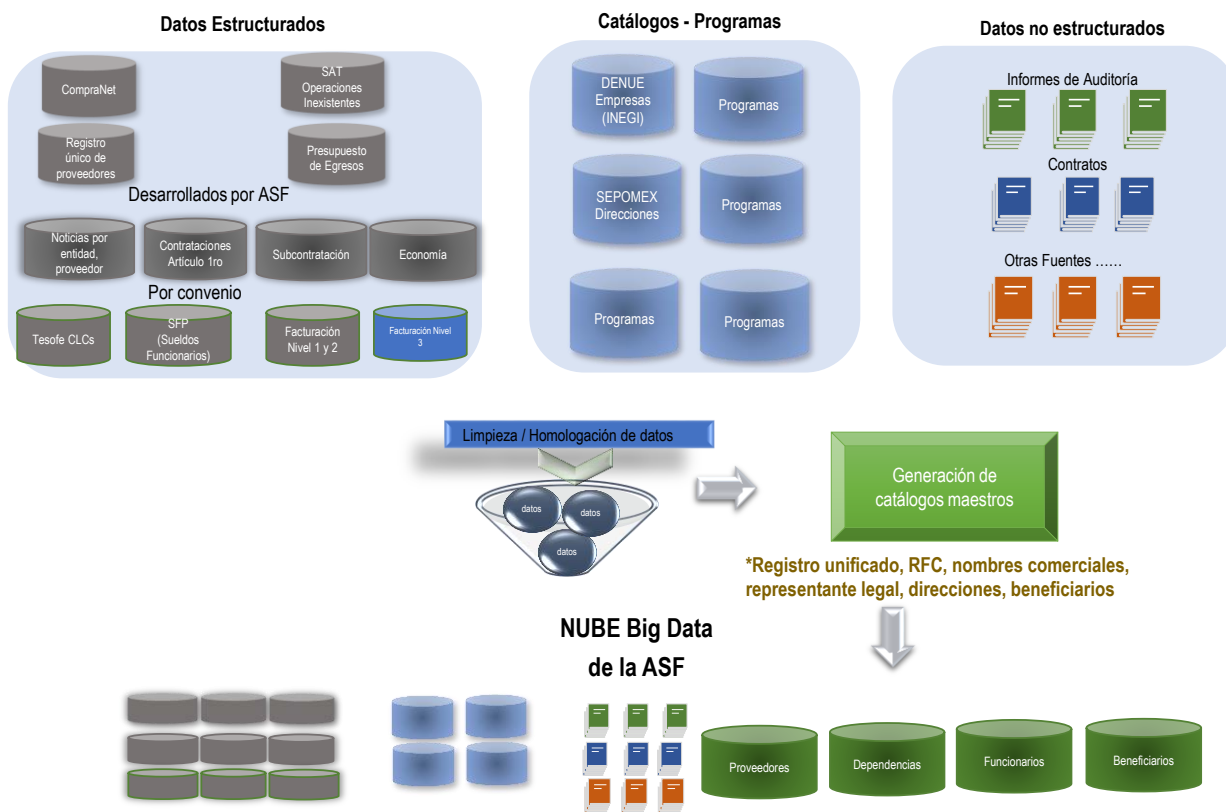 Datos Estructurados
CompraNet
SAT
Operaciones
Inexistentes
Registro
único de
proveedores
Presupuesto
de Egresos
Desarrollados por ASF
Noticias por
entidad,
proveedor
Contrataciones
Artículo 1ro
Subcontratación
Economía
Por convenio
Tesofe CLCs
SFP
(Sueldos
Funcionarios)
Facturación
Nivel 1 y 2
Facturación Nivel
3
Catálogos - Programas
DENUE
Empresas
(INEGI)
Programas
SEPOMEX
Direcciones
Programas
Programas
Programas
Datos no estructurados
Informes de Auditoría
Contratos
Otras Fuentes ……
Limpieza / Homologación de datos
datos
datos
datos
Generación de
catálogos maestros
*Registro unificado, RFC, nombres comerciales,
representante legal, direcciones, beneficiarios
NUBE Big Data
de la ASF
Proveedores
Dependencias
Funcionarios
Beneficiarios